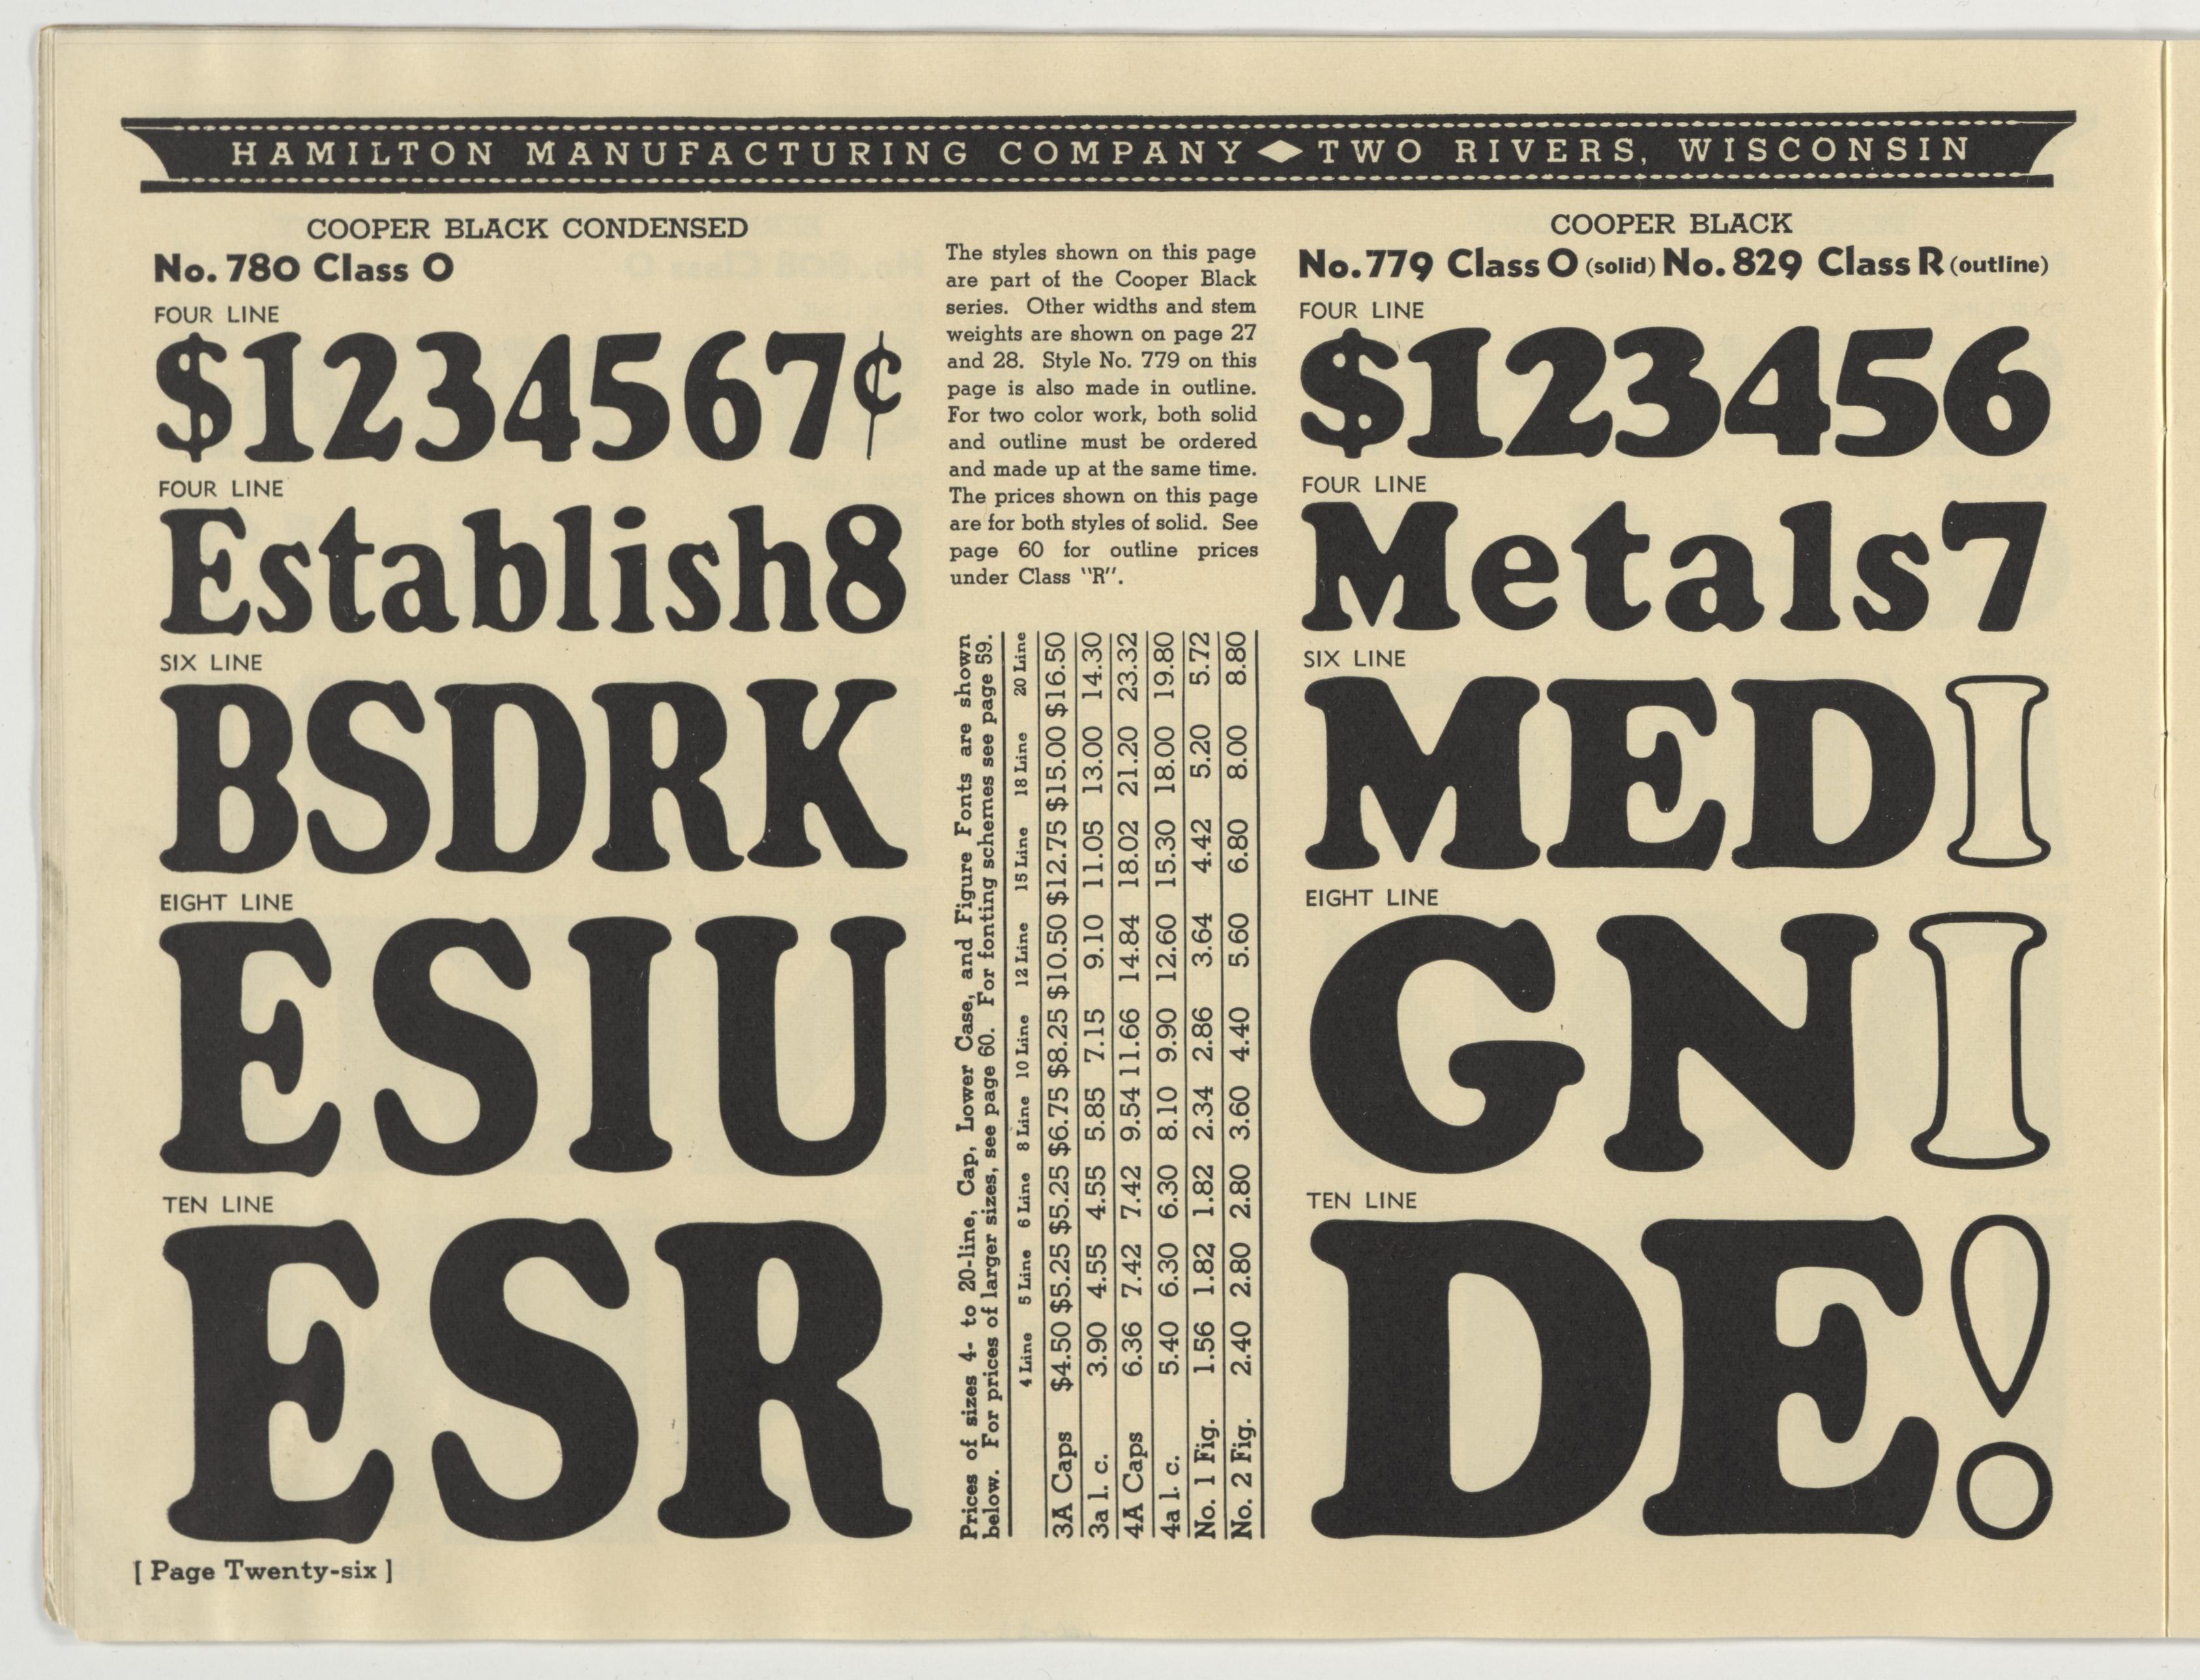 HAMILTON MANUFACTURING COMPANY ◆ TWO RIVERS, WISCONSIN
COOPER BLACK CONDENSED
No. 780 Class O
FOUR LINE
$1234567¢
FOUR LINE
Establish8
SIX LINE
BSDRK
EIGHT LINE
ESIU
TEN LINE
ESR
[ Page Twenty-six ]
The styles shown on this page
are part of the Cooper Black
series. Other widths and stem
weights are shown on page 27
and 28. Style No. 779 on this
page is also made in outline.
For two color work, both solid
and outline must be ordered
and made up at the same time.
The prices shown on this page
are for both styles of solid. See
page 60 for outline prices
under Class "R".
Prices of sizes 4- to 20-line, Cap, Lower Case, and Figure Fonts are shown
below. For prices of larger sizes, see page 60. For fonting schemes see page 59.
4 Line 5 Line 6 Line 8 Line 10 Line 12 Line 15 Line 18 Line 20 Line
3A Caps $4.50 $5.25 $5.25 $6.75 $8.25 $10.50 $12.75 $15.00 $16.50
3a l. c. 3.90 4.55 4.55 5.85 7.15 9.10 11.05 13.00 14.30
4A Caps 6.36 7.42 7.42 9.54 11.66 14.84 18.02 21.20 23.32
4a l. c. 5.40 6.30 6.30 8.10 9.90 12.60 15.30 18.00 19.80
No. 1 Fig. 1.56 1.82 1.82 2.34 2.86 3.64 4.42 5.20 5.72
No. 2 Fig. 2.40 2.80 2.80 3.60 4.40 5.60 6.80 8.00 8.80
COOPER BLACK
No. 779 Class O (solid) No. 829 Class R (outline)
FOUR LINE
$123456
FOUR LINE
Metals7
SIX LINE
MEDI
EIGHT LINE
GNI
TEN LINE
DE!